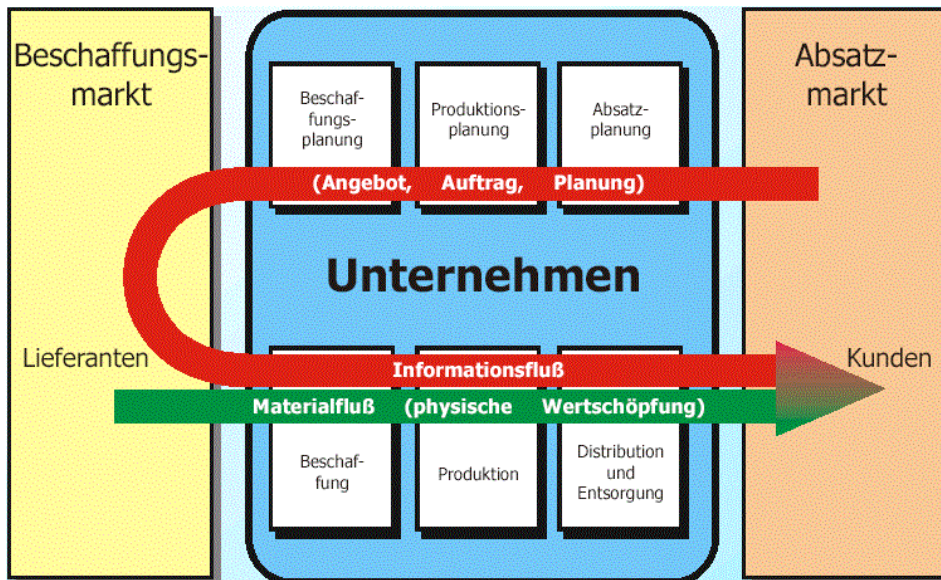 Beschaffungs-
markt
Absatz-
markt
Beschaf-
fungs-
planung
Produktions-
planung
Absatz-
planung
(Angebot, Auftrag, Planung)
Unternehmen
Lieferanten
Kunden
Informationsfluß
Materialfluß (physische Wertschöpfung)
Beschaf-
fung
Produktion
Distribution
und
Entsorgung